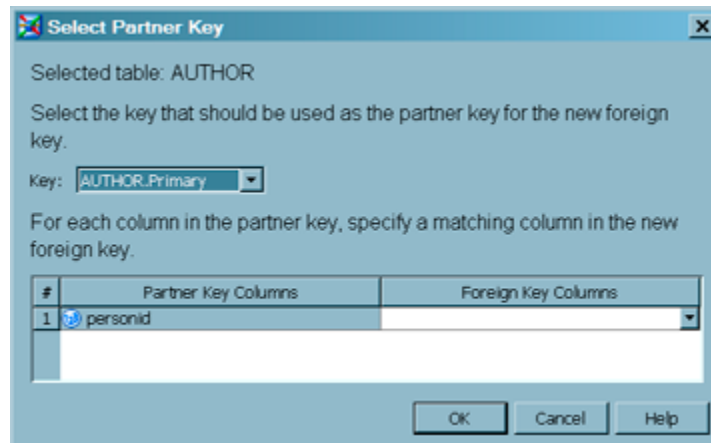 Select Partner Key
Selected table: AUTHOR
Select the key that should be used as the partner key for the new foreign
key.
Key: AUTHOR.Primary
For each column in the partner key, specify a matching column in the new
foreign key.
# Partner Key Columns Foreign Key Columns
1 personid
OK Cancel Help